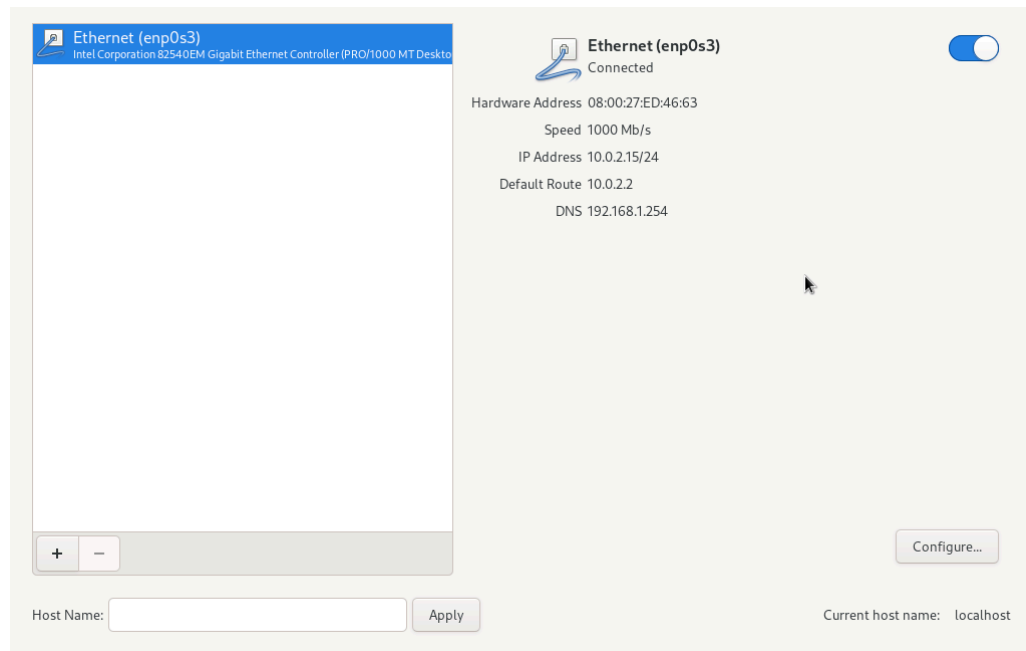 Ethernet (enp0s3)
Intel Corporation 82540EM Gigabit Ethernet Controller (PRO/1000 MT Deskto
Ethernet (enp0s3)
Connected
Hardware Address 08:00:27:ED:46:63
Speed 1000 Mb/s
IP Address 10.0.2.15/24
Default Route 10.0.2.2
DNS 192.168.1.254
+ −
Configure...
Host Name: Apply
Current host name: localhost